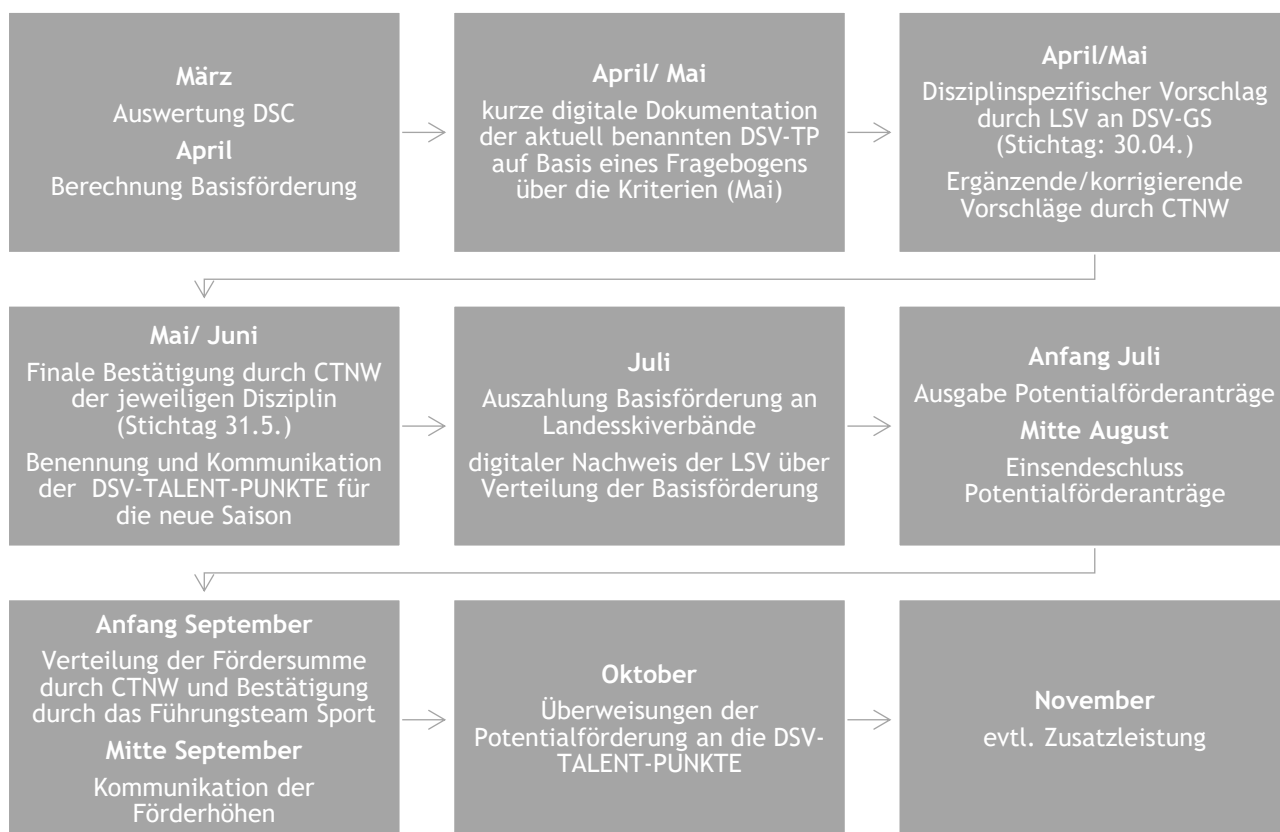 März
Auswertung DSC
April
Berechnung Basisförderung
April/ Mai
kurze digitale Dokumentation
der aktuell benannten DSV-TP
auf Basis eines Fragebogens
über die Kriterien (Mai)
April/Mai
Disziplinspezifischer Vorschlag
durch LSV an DSV-GS
(Stichtag: 30.04.)
Ergänzende/korrigierende
Vorschläge durch CTNW
Mai/ Juni
Finale Bestätigung durch CTNW
der jeweiligen Disziplin
(Stichtag 31.5.)
Benennung und Kommunikation
der DSV-TALENT-PUNKTE für
die neue Saison
Juli
Auszahlung Basisförderung an
Landesskiverbände
digitaler Nachweis der LSV über
Verteilung der Basisförderung
Anfang Juli
Ausgabe Potentialförderanträge
Mitte August
Einsendeschluss
Potentialförderanträge
Anfang September
Verteilung der Fördersumme
durch CTNW und Bestätigung
durch das Führungsteam Sport
Mitte September
Kommunikation der
Förderhöhen
Oktober
Überweisungen der
Potentialförderung an die DSV-
TALENT-PUNKTE
November
evtl. Zusatzleistung